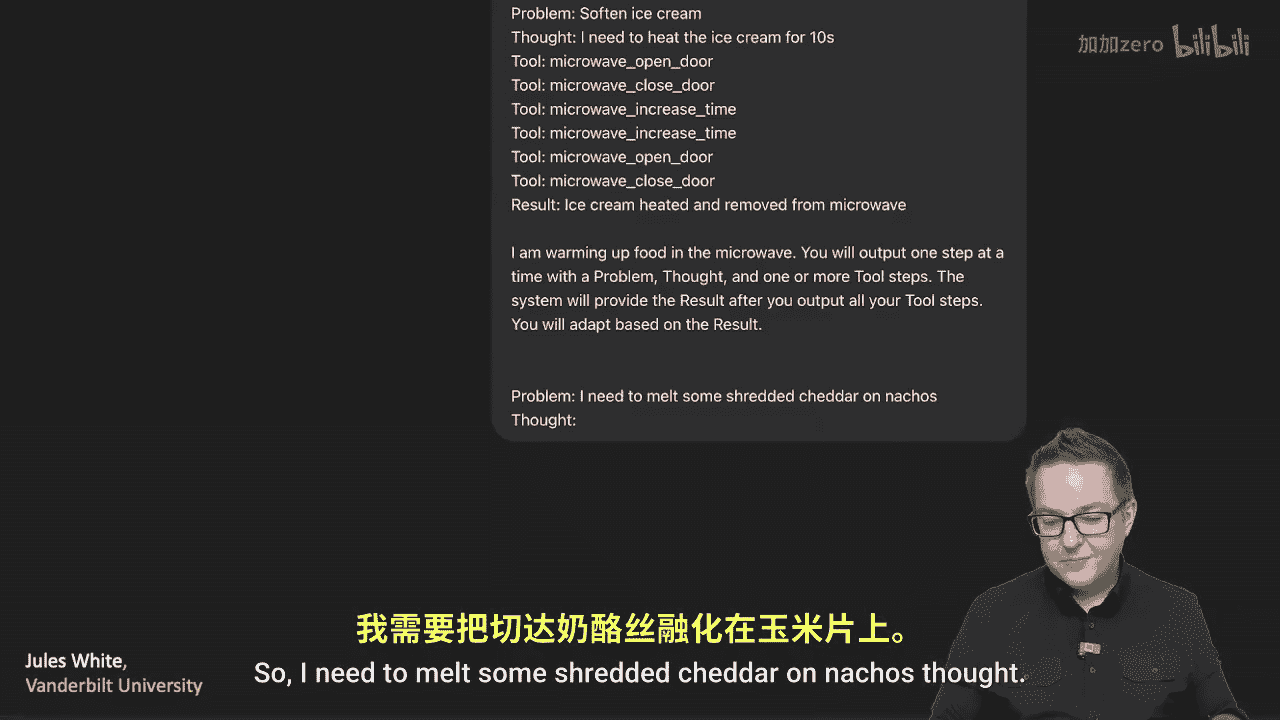 Problem: Soften ice cream
Thought: I need to heat the ice cream for 10s
Tool: microwave_open_door
Tool: microwave_close_door
Tool: microwave_increase_time
Tool: microwave_increase_time
Tool: microwave_open_door
Tool: microwave_close_door
Result: Ice cream heated and removed from microwave
I am warming up food in the microwave. You will output one step at a
time with a Problem, Thought, and one or more Tool steps. The
system will provide the Result after you output all your Tool steps.
You will adapt based on the Result.
Problem: I need to melt some shredded cheddar on nachos
Thought:
加加zero bilibili
我需要把切达奶酪丝融化在玉米片上。
So, I need to melt some shredded cheddar on nachos thought.
Jules White,
Vanderbilt University